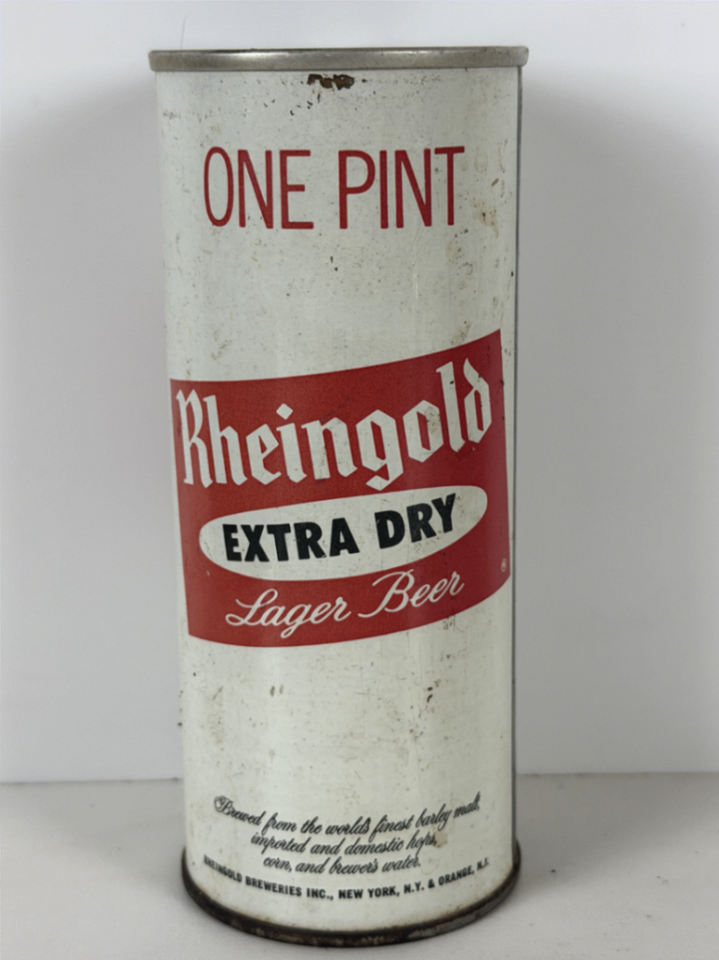 ONE PINT
Rheingold
EXTRA DRY
Lager Beer
®
Brewed from the world's finest barley malt,
imported and domestic hops,
corn, and brewer's water.
RHEINGOLD BREWERIES INC., NEW YORK, N.Y. & ORANGE, N.J.